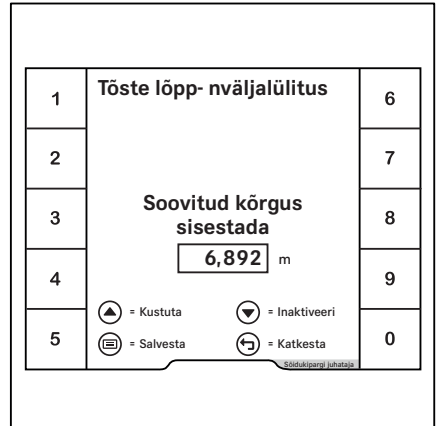 Tõste lõpp- nväljalülitus
1
2
3
4
5
Soovitud kõrgus
sisestada
6,892 m
= Kustuta
= Inaktiveeri
= Salvesta
= Katkesta
Sõidukipargi juhataja
6
7
8
9
0